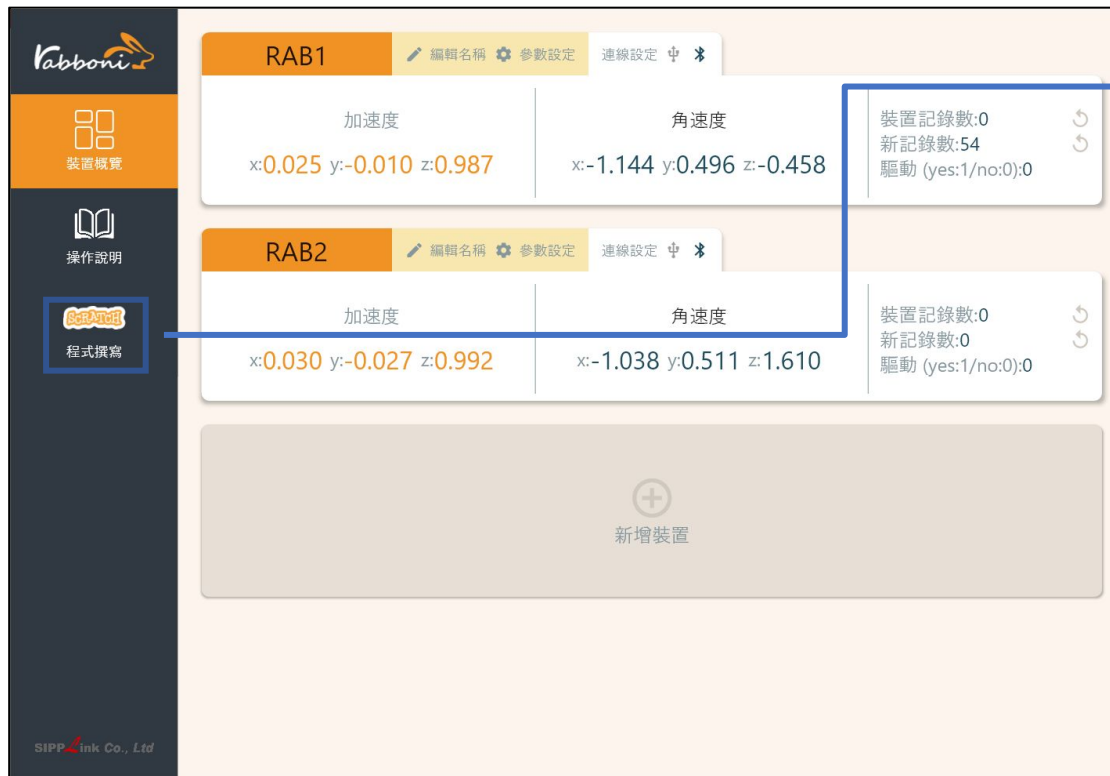 rabboni
裝置概覽
操作說明
SCRATCH
程式撰寫
SIPPLink Co., Ltd
RAB1 編輯名稱 參數設定 連線設定
加速度 角速度
x:0.025 y:-0.010 z:0.987 x:-1.144 y:0.496 z:-0.458
裝置記錄數:0
新記錄數:54
驅動 (yes:1/no:0):0
RAB2 編輯名稱 參數設定 連線設定
加速度 角速度
x:0.030 y:-0.027 z:0.992 x:-1.038 y:0.511 z:1.610
裝置記錄數:0
新記錄數:0
驅動 (yes:1/no:0):0
新增裝置